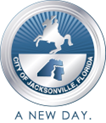 CITY OF JACKSONVILLE, FLORIDA
A NEW DAY.